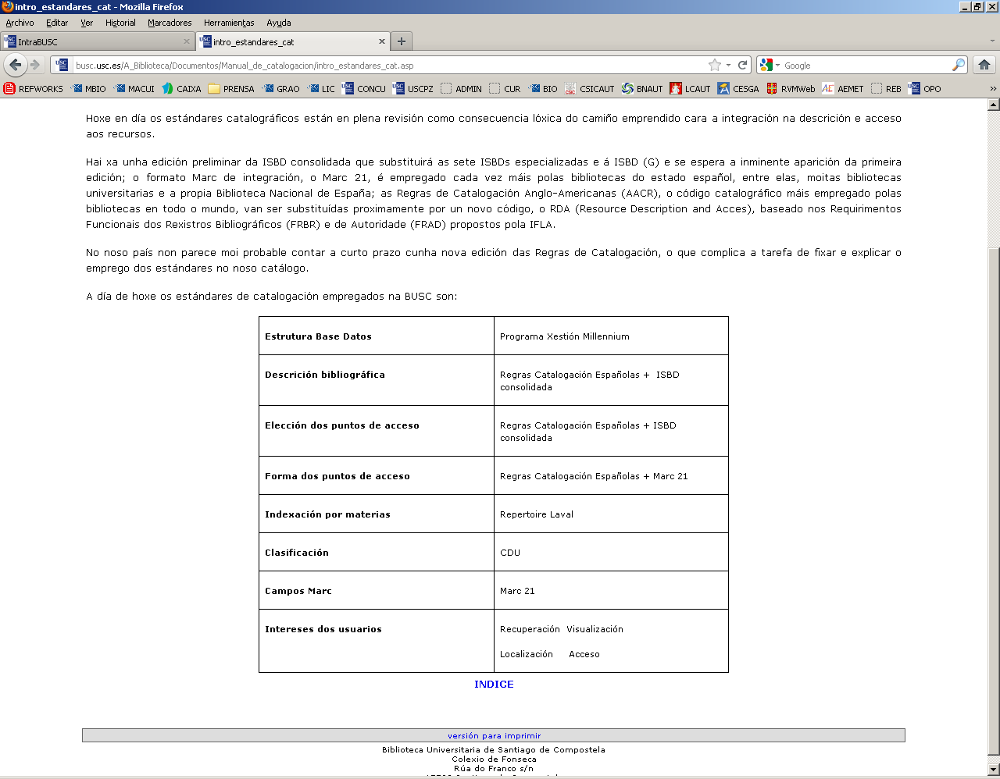 intro_estandares_cat - Mozilla Firefox
Archivo Editar Ver Historial Marcadores Herramientas Ayuda
IntraBUSC intro_estandares_cat
busc.usc.es/A_Biblioteca/Documentos/Manual_de_catalogacion/intro_estandares_cat.asp Google
REFWORKS MBIO MACUI CAIXA PRENSA GRAO LIC CONCU USCPZ ADMIN CUR BIO CSICAUT BNAUT LCAUT CESGA RVMWeb AEMET REB OPO
Hoxe en día os estándares catalográficos están en plena revisión como consecuencia lóxica do camiño emprendido cara a integración na descrición e acceso
aos recursos.
Hai xa unha edición preliminar da ISBD consolidada que substituirá as sete ISBDs especializadas e á ISBD (G) e se espera a inminente aparición da primeira
edición; o formato Marc de integración, o Marc 21, é empregado cada vez máis polas bibliotecas do estado español, entre elas, moitas bibliotecas
universitarias e a propia Biblioteca Nacional de España; as Regras de Catalogación Anglo-Americanas (AACR), o código catalográfico máis empregado polas
bibliotecas en todo o mundo, van ser substituídas proximamente por un novo código, o RDA (Resource Description and Acces), baseado nos Requirimentos
Funcionais dos Rexistros Bibliográficos (FRBR) e de Autoridade (FRAD) propostos pola IFLA.
No noso país non parece moi probable contar a curto prazo cunha nova edición das Regras de Catalogación, o que complica a tarefa de fixar e explicar o
emprego dos estándares no noso catálogo.
A día de hoxe os estándares de catalogación empregados na BUSC son:
Estrutura Base Datos
Programa Xestión Millennium
Descrición bibliográfica
Regras Catalogación Españolas + ISBD
consolidada
Elección dos puntos de acceso
Regras Catalogación Españolas + ISBD
consolidada
Forma dos puntos de acceso
Regras Catalogación Españolas + Marc 21
Indexación por materias
Repertoire Laval
Clasificación
CDU
Campos Marc
Marc 21
Intereses dos usuarios
Recuperación Visualización
Localización Acceso
INDICE
versión para imprimir
Biblioteca Universitaria de Santiago de Compostela
Colexio de Fonseca
Rúa do Franco s/n